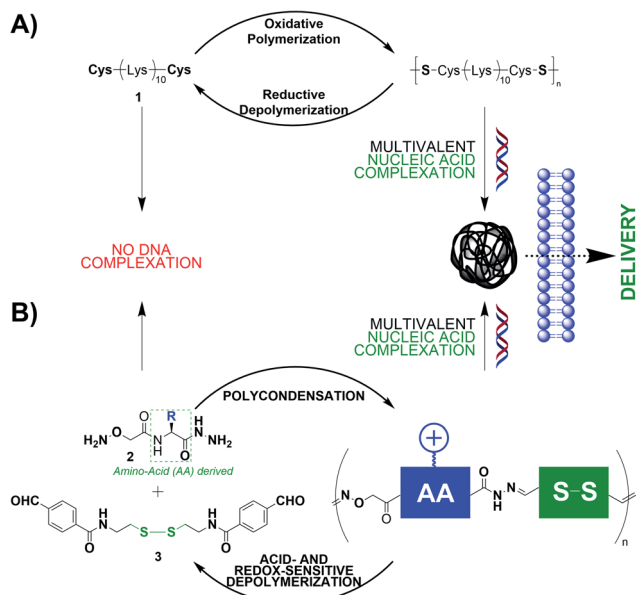 A)
Oxidative
Polymerization
Cys-(Lys)10-Cys
1
Reductive
Depolymerization
[S-Cys-(Lys)10-Cys-S]n
MULTIVALENT
NUCLEIC ACID
COMPLEXATION
NO DNA
COMPLEXATION
DELIVERY
B)
MULTIVALENT
NUCLEIC ACID
COMPLEXATION
POLYCONDENSATION
H2N O O N H R O H N NH2
2
Amino-Acid (AA) derived
+
+
N O O AA O N H N S-S n
CHO O H N S S H N O CHO
3
ACID- AND
REDOX-SENSITIVE
DEPOLYMERIZATION